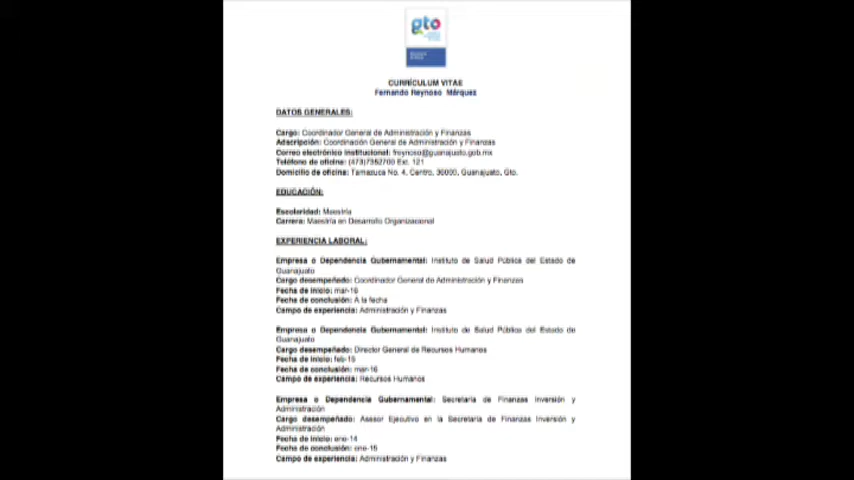 gto
CURRÍCULUM VITAE
Fernando Reynoso Márquez
DATOS GENERALES:
Cargo: Coordinador General de Administración y Finanzas
Adscripción: Coordinación General de Administración y Finanzas
Correo electrónico institucional: freynoso@guanajuato.gob.mx
Teléfono de oficina: (473)7352700 Ext. 121
Domicilio de oficina: Tamazuca No. 4, Centro, 36000, Guanajuato, Gto.
EDUCACIÓN:
Escolaridad: Maestría
Carrera: Maestría en Desarrollo Organizacional
EXPERIENCIA LABORAL:
Empresa o Dependencia Gubernamental: Instituto de Salud Pública del Estado de
Guanajuato
Cargo desempeñado: Coordinador General de Administración y Finanzas
Fecha de inicio: mar-16
Fecha de conclusión: A la fecha
Campo de experiencia: Administración y Finanzas
Empresa o Dependencia Gubernamental: Instituto de Salud Pública del Estado de
Guanajuato
Cargo desempeñado: Director General de Recursos Humanos
Fecha de inicio: feb-15
Fecha de conclusión: mar-16
Campo de experiencia: Recursos Humanos
Empresa o Dependencia Gubernamental: Secretaría de Finanzas Inversión y
Administración
Cargo desempeñado: Asesor Ejecutivo en la Secretaría de Finanzas Inversión y
Administración
Fecha de inicio: ene-14
Fecha de conclusión: ene-15
Campo de experiencia: Administración y Finanzas